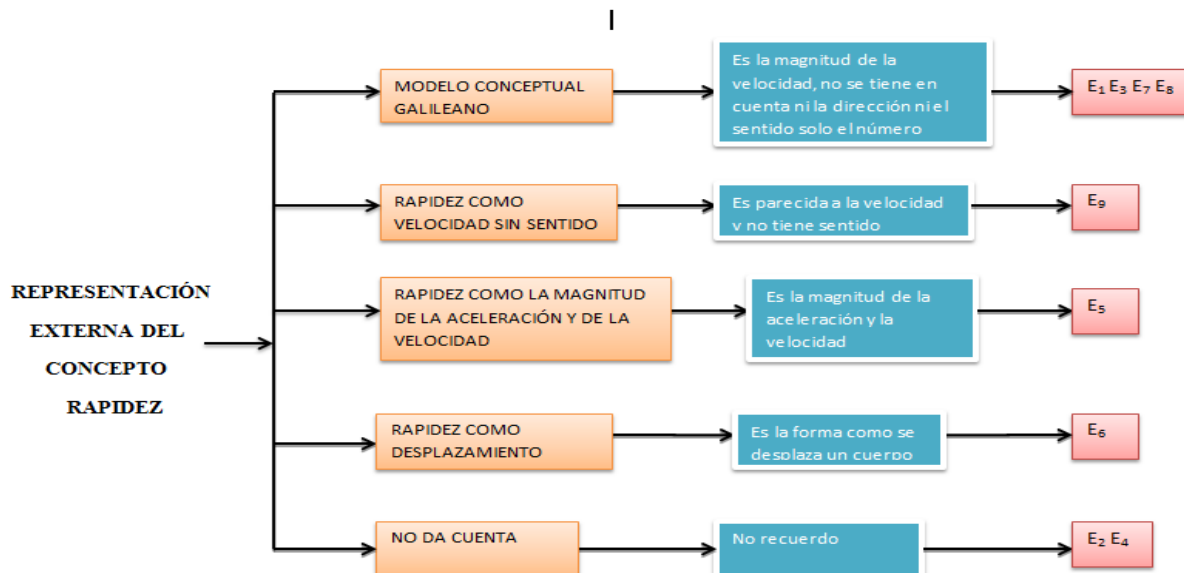 I
MODELO CONCEPTUAL
GALILEANO
Es la magnitud de la
velocidad, no se tiene en
cuenta ni la dirección ni el
sentido solo el número
E₁ E₃ E₇ E₈
RAPIDEZ COMO
VELOCIDAD SIN SENTIDO
Es parecida a la velocidad
y no tiene sentido
E₉
REPRESENTACIÓN
EXTERNA DEL
CONCEPTO
RAPIDEZ
RAPIDEZ COMO LA MAGNITUD
DE LA ACELERACIÓN Y DE LA
VELOCIDAD
Es la magnitud de la
aceleración y la
velocidad
E₅
RAPIDEZ COMO
DESPLAZAMIENTO
Es la forma como se
desplaza un cuerpo
E₆
NO DA CUENTA
No recuerdo
E₂ E₄